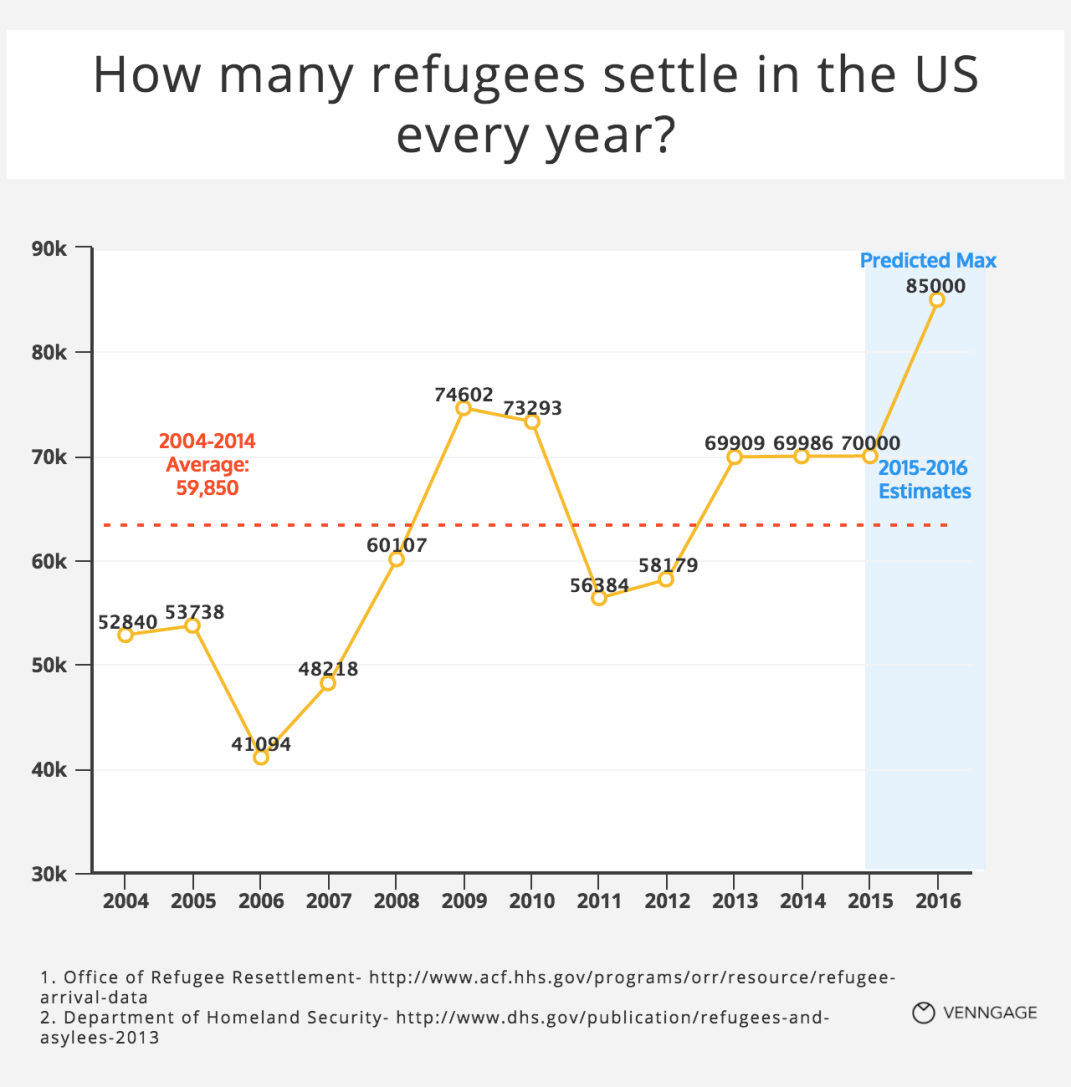 How many refugees settle in the US
every year?
90k
80k
70k
60k
50k
40k
30k
Predicted Max
85000
74602
73293
2004-2014
Average:
59,850
69909
69986
70000
2015-2016
Estimates
60107
58179
56384
52840
53738
48218
41094
2004
2005
2006
2007
2008
2009
2010
2011
2012
2013
2014
2015
2016
1. Office of Refugee Resettlement- http://www.acf.hhs.gov/programs/orr/resource/refugee-
arrival-data
2. Department of Homeland Security- http://www.dhs.gov/publication/refugees-and-
asylees-2013
VENNGAGE